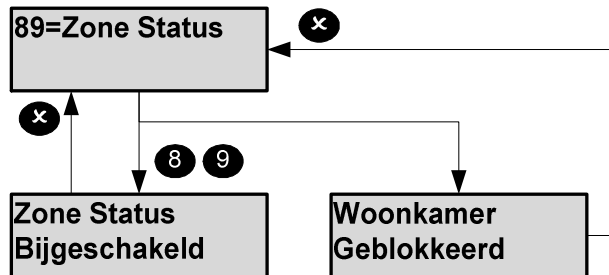 89=Zone Status
x
x
8 9
Zone Status
Bijgeschakeld
Woonkamer
Geblokkeerd